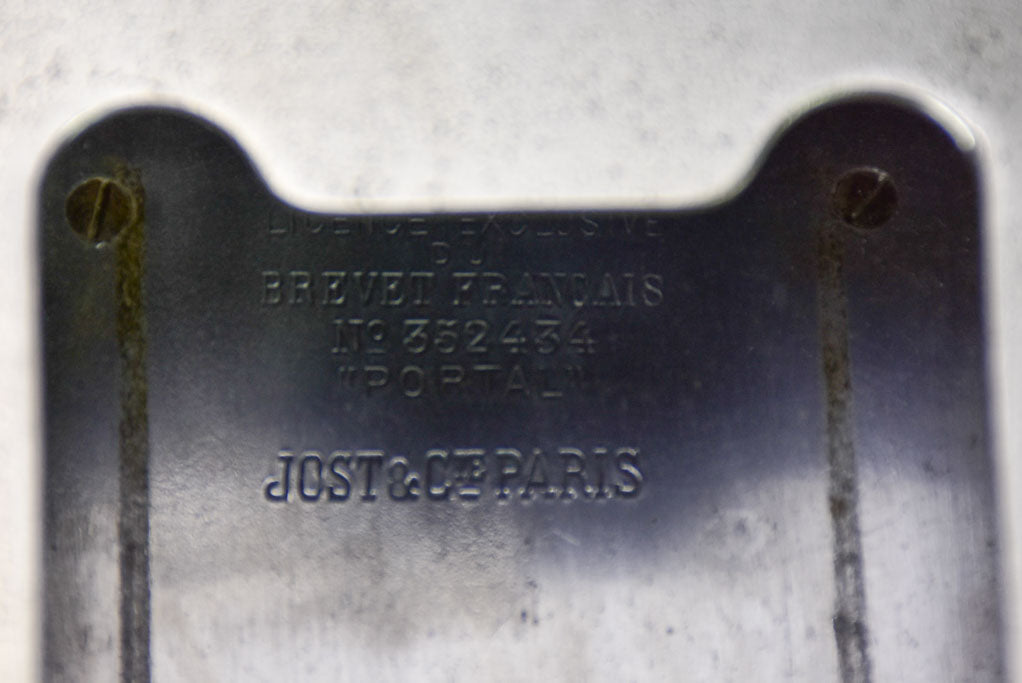 LICENCE EXCLUSIVE
DU
BREVET FRANÇAIS
Nº 352434
"PORTAL"
JOST & CIE PARIS